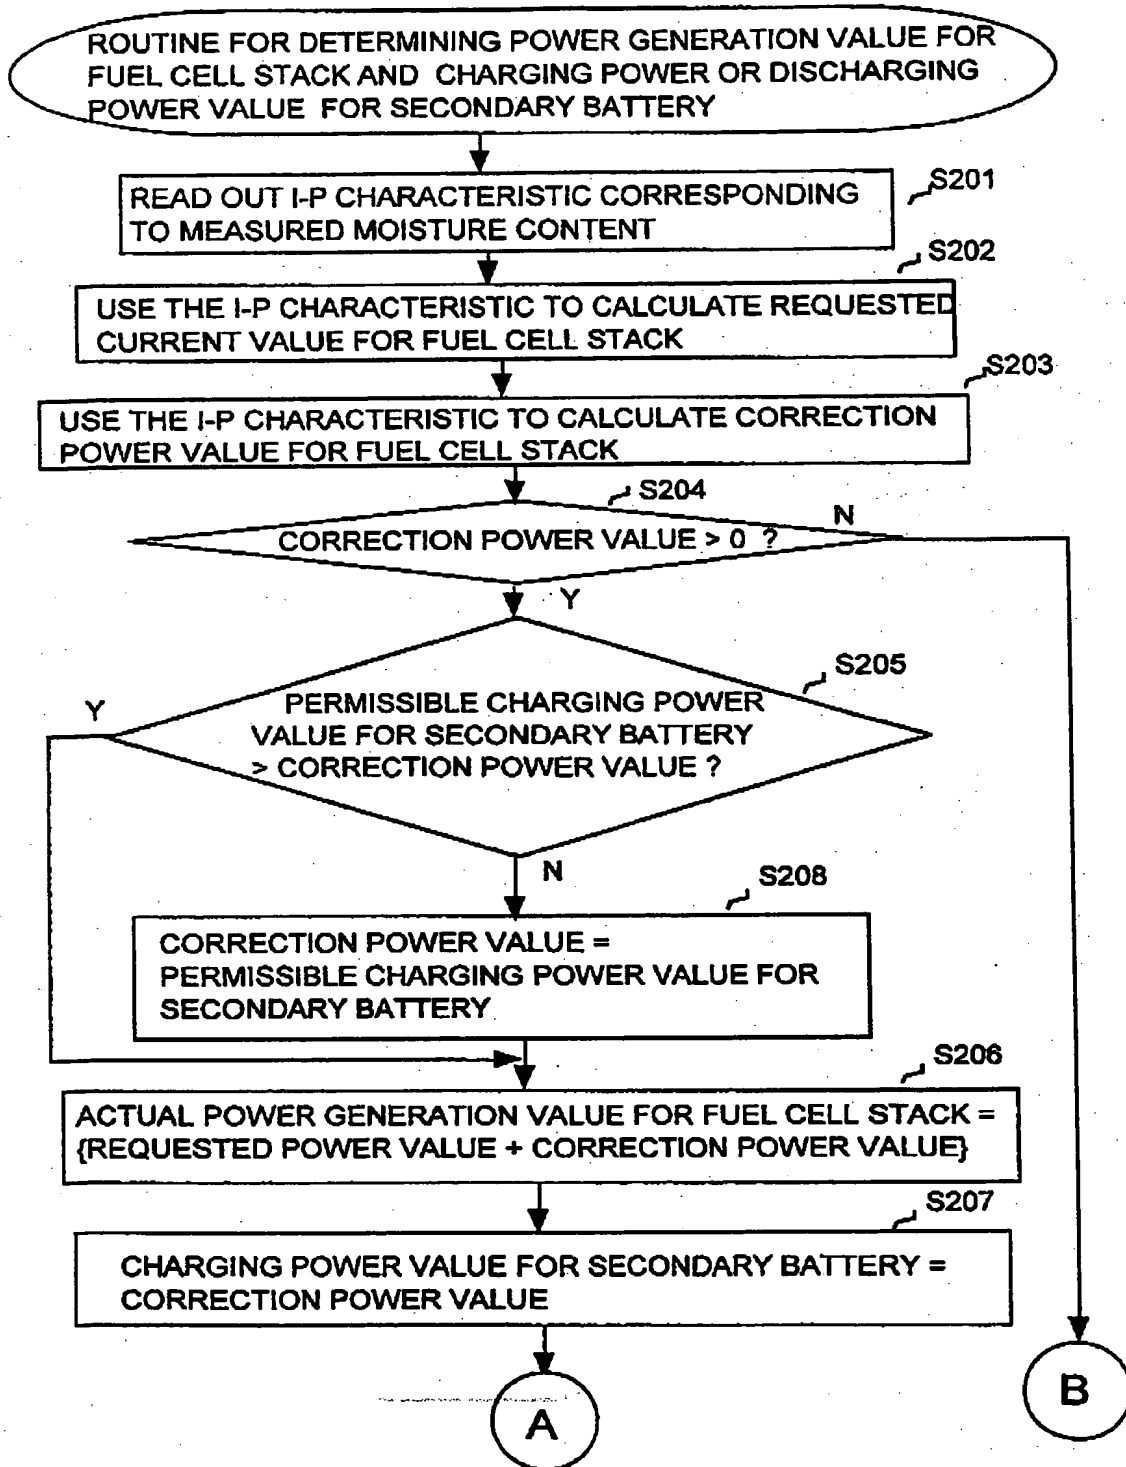 ROUTINE FOR DETERMINING POWER GENERATION VALUE FOR
FUEL CELL STACK AND CHARGING POWER OR DISCHARGING
POWER VALUE FOR SECONDARY BATTERY
S201
READ OUT I-P CHARACTERISTIC CORRESPONDING
TO MEASURED MOISTURE CONTENT
S202
USE THE I-P CHARACTERISTIC TO CALCULATE REQUESTED
CURRENT VALUE FOR FUEL CELL STACK
S203
USE THE I-P CHARACTERISTIC TO CALCULATE CORRECTION
POWER VALUE FOR FUEL CELL STACK
S204
N
CORRECTION POWER VALUE > 0 ?
Y
S205
Y
PERMISSIBLE CHARGING POWER
VALUE FOR SECONDARY BATTERY
> CORRECTION POWER VALUE ?
N
S208
CORRECTION POWER VALUE =
PERMISSIBLE CHARGING POWER VALUE FOR
SECONDARY BATTERY
S206
ACTUAL POWER GENERATION VALUE FOR FUEL CELL STACK =
{REQUESTED POWER VALUE + CORRECTION POWER VALUE}
S207
CHARGING POWER VALUE FOR SECONDARY BATTERY =
CORRECTION POWER VALUE
B
A